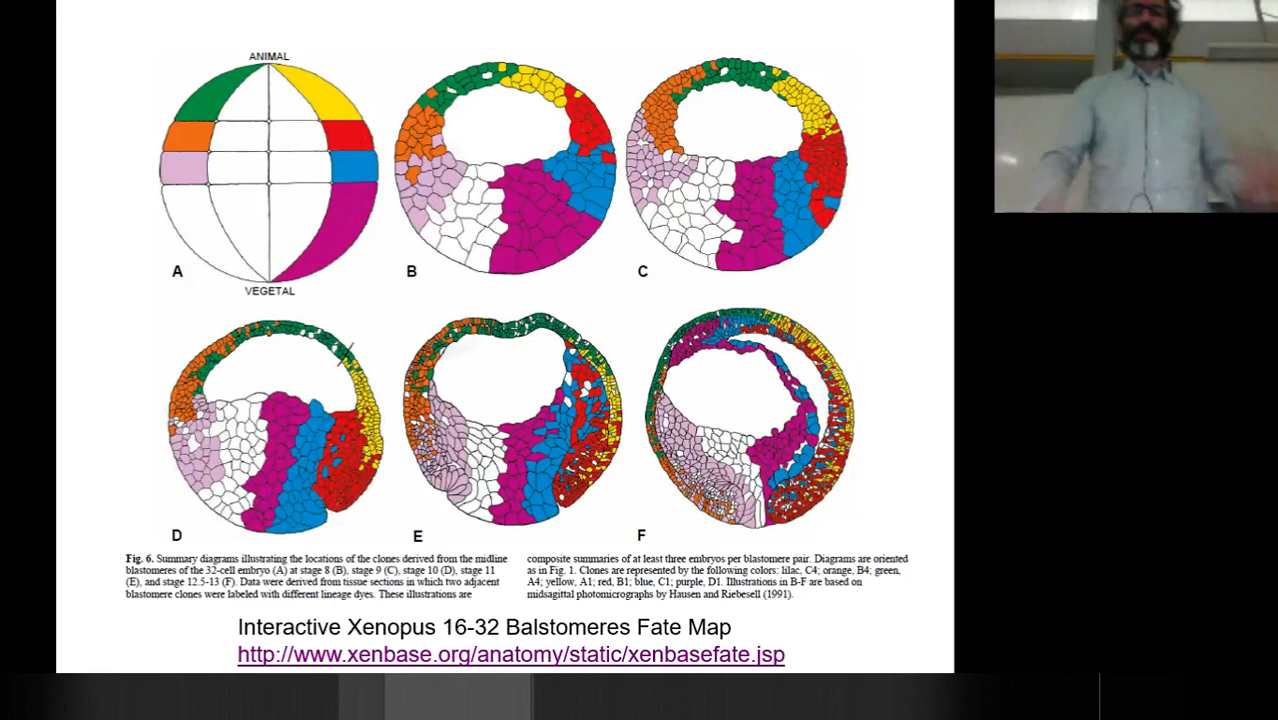 ANIMAL
A
VEGETAL
B
C
D
E
F
Fig. 6. Summary diagrams illustrating the locations of the clones derived from the midline
blastomeres of the 32-cell embryo (A) at stage 8 (B), stage 9 (C), stage 10 (D), stage 11
(E), and stage 12.5-13 (F). Data were derived from tissue sections in which two adjacent
blastomere clones were labeled with different lineage dyes. These illustrations are
composite summaries of at least three embryos per blastomere pair. Diagrams are oriented
as in Fig. 1. Clones are represented by the following colors: lilac, C4; orange, B4; green,
A4; yellow, A1; red, B1; blue, C1; purple, D1. Illustrations in B-F are based on
midsagittal photomicrographs by Hausen and Riebesell (1991).
Interactive Xenopus 16-32 Balstomeres Fate Map
http://www.xenbase.org/anatomy/static/xenbasefate.jsp